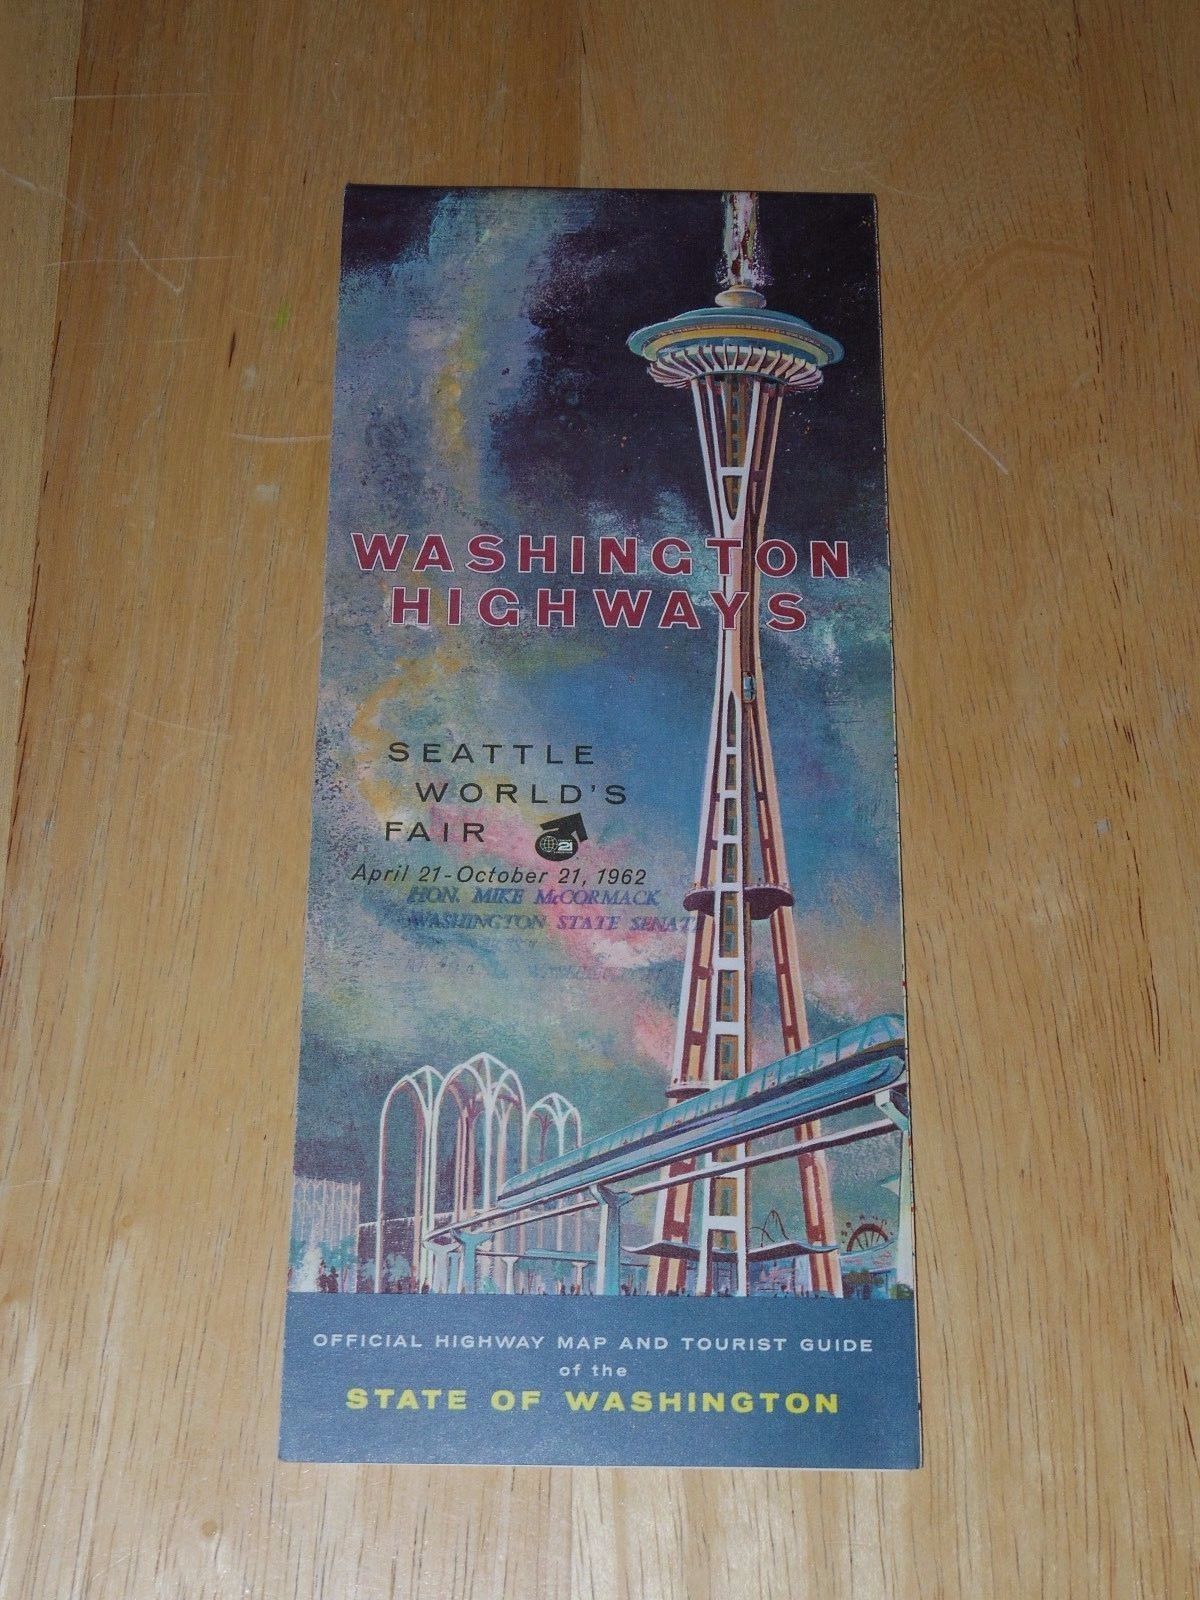 WASHINGTON
HIGHWAYS
SEATTLE
WORLD'S
FAIR
21
April 21-October 21, 1962
HON. MIKE McCORMACK
WASHINGTON STATE SENATE
OFFICIAL HIGHWAY MAP AND TOURIST GUIDE
of the
STATE OF WASHINGTON